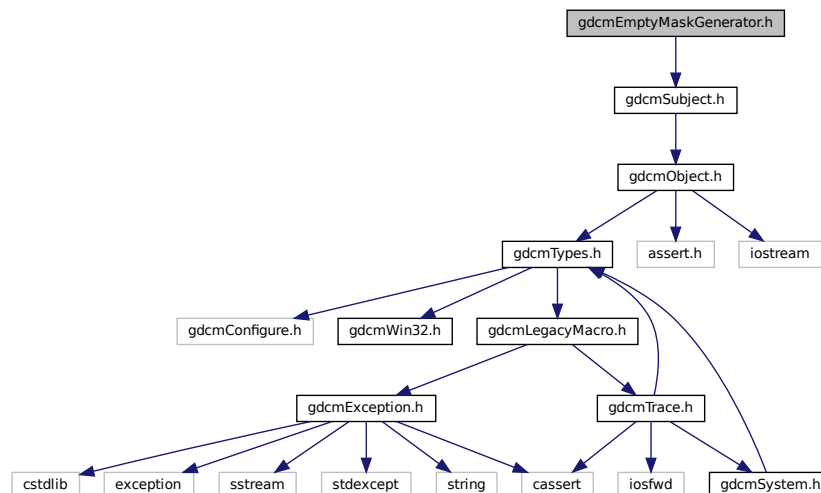 gdcmEmptyMaskGenerator.h
gdcmSubject.h
gdcmObject.h
gdcmTypes.h
assert.h
iostream
gdcmConfigure.h
gdcmWin32.h
gdcmLegacyMacro.h
gdcmException.h
gdcmTrace.h
cstdlib
exception
sstream
stdexcept
string
cassert
iosfwd
gdcmSystem.h